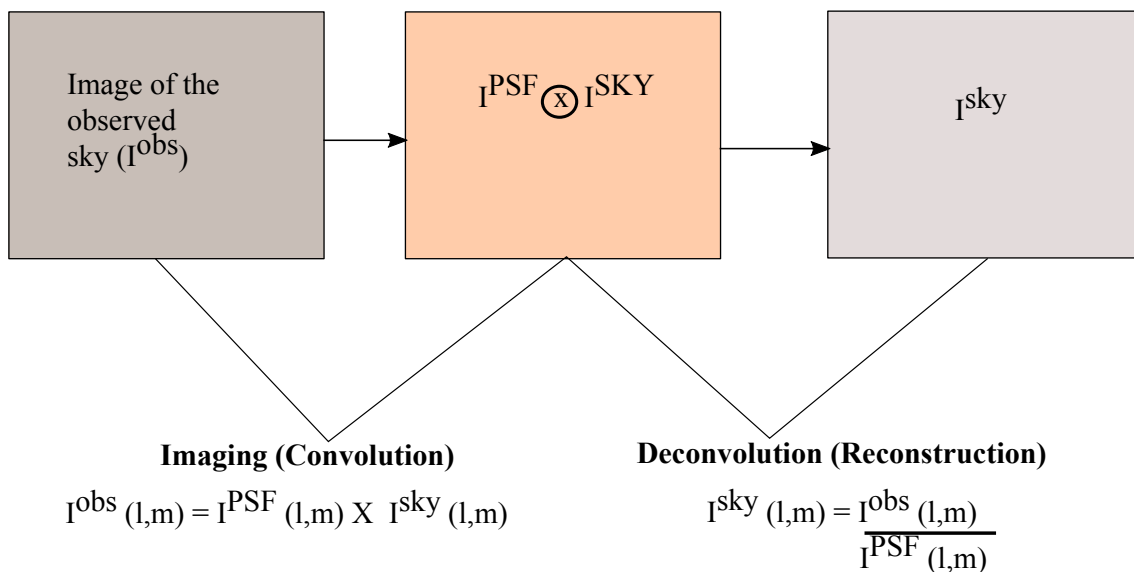 Image of the
observed
sky (I^obs)
I^PSF ⓧ I^SKY
I^sky
Imaging (Convolution)
I^obs (l,m) = I^PSF (l,m) X I^sky (l,m)
Deconvolution (Reconstruction)
I^sky (l,m) = I^obs (l,m)
I^PSF (l,m)